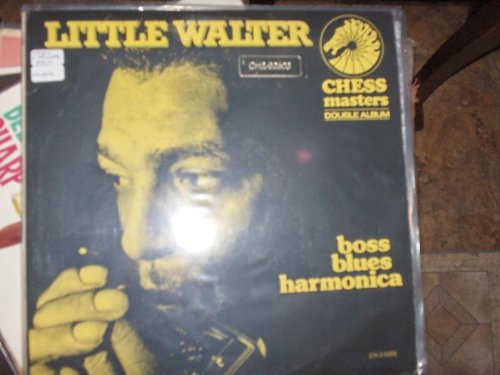 LITTLE WALTER
CHESS
masters
DOUBLE ALBUM
boss
blues
harmonica